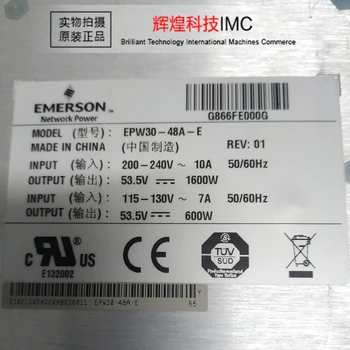 实物拍摄
原装正品
辉煌科技IMC
Brilliant Technology International Machines Commerce
EMERSON
Network Power
G866FE000G
MODEL (型号): EPW30-48A-E
MADE IN CHINA (中国制造) REV: 01
INPUT (输入): 200-240V ~ 10A 50/60Hz
OUTPUT (输出): 53.5V ⎓ 1600W
INPUT (输入): 115-130V ~ 7A 50/60Hz
OUTPUT (输出): 53.5V ⎓ 600W
C UL US
E132002
CE
TÜV
SÜD
EPW30-48A-E